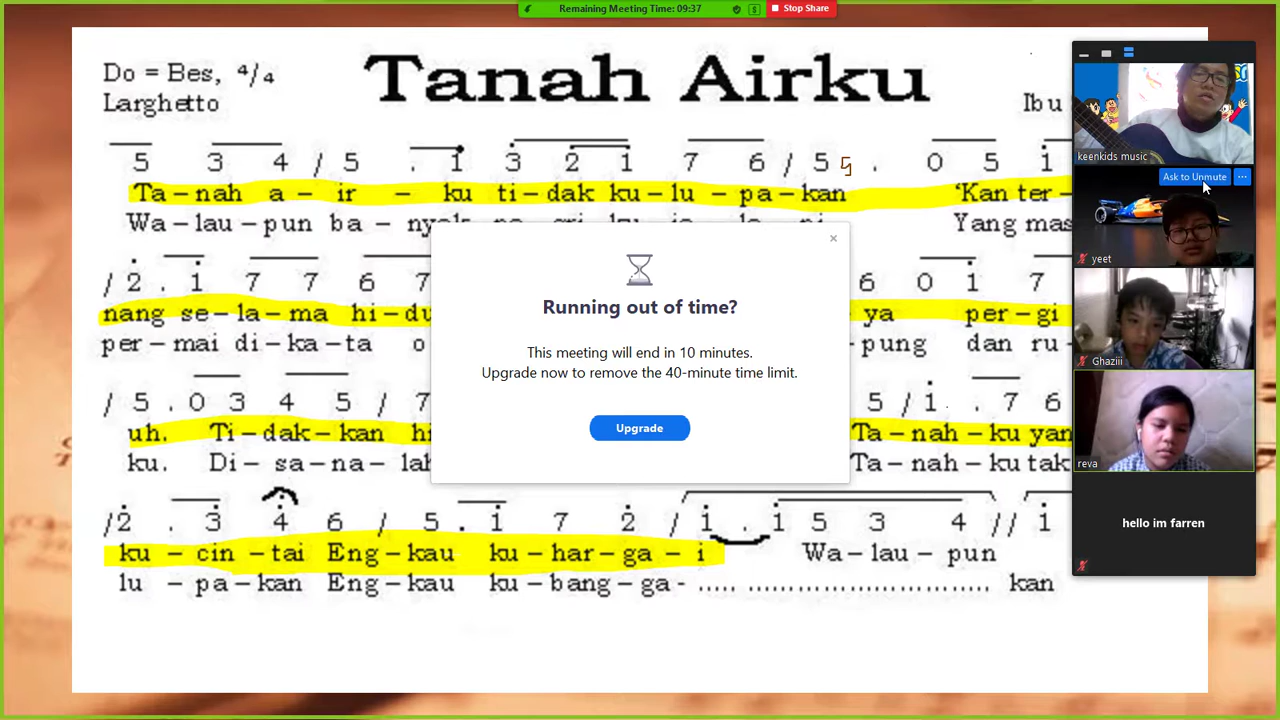 Remaining Meeting Time: 09:37
Stop Share
Do = Bes, 4/4
Tanah Airku
Larghetto
Ibu
5 3 4 / 5 . 1 3 2 1 7 6 / 5 5 . 0 5 1
Ta-nah a-ir - ku ti-dak ku-lu-pa-kan 'Kan ter-
Wa-lau-pun ba-
Yang mas
/ 2 . 1 7 7 6
6 0 1 7
nang se-la-ma hi-du
ya per-gi
per-mai di-ka-ta o
pung dan ru-
/ 5 . 0 3 4 5 / 7
5 / 1 . 7 6
uh. Ti-dak-kan hi
Ta-nah-ku yan
ku. Di-sa-na-lah
Ta-nah-ku tak
/ 2 . 3 4 6 / 5 . 1 7 2 / 1 . 1 5 3 4 // 1
ku - cin - tai Eng-kau ku-har-ga-i Wa-lau-pun
lu - pa-kan Eng-kau ku-bang-ga- ..... ...................... kan
Running out of time?
This meeting will end in 10 minutes.
Upgrade now to remove the 40-minute time limit.
Upgrade
keenkids music
Ask to Unmute
...
yeet
Ghaziii
reva
hello im farren